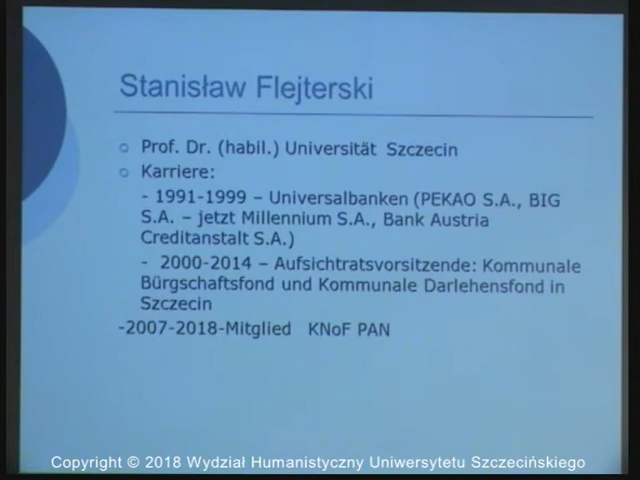 Stanisław Flejterski
○ Prof. Dr. (habil.) Universität Szczecin
○ Karriere:
- 1991-1999 – Universalbanken (PEKAO S.A., BIG
S.A. – jetzt Millennium S.A., Bank Austria
Creditanstalt S.A.)
- 2000-2014 – Aufsichtratsvorsitzende: Kommunale
Bürgschaftsfond und Kommunale Darlehensfond in
Szczecin
-2007-2018-Mitglied KNoF PAN
Copyright © 2018 Wydział Humanistyczny Uniwersytetu Szczecińskiego